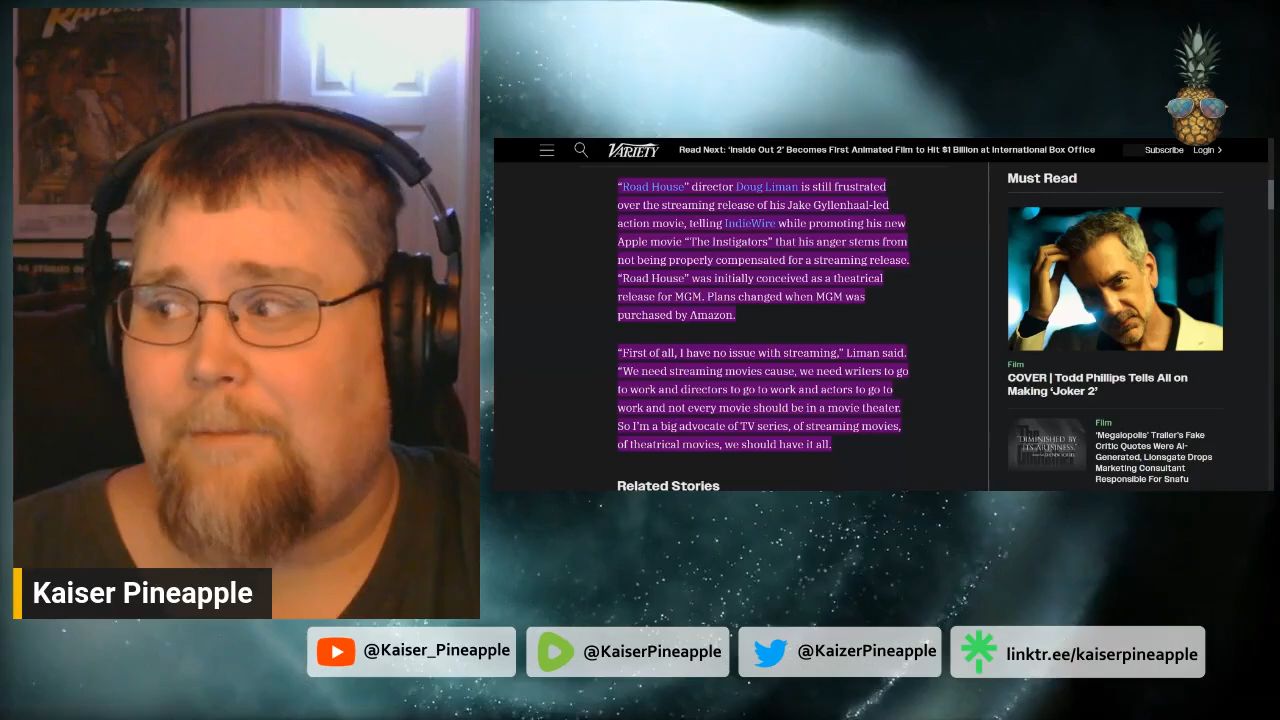 Kaiser Pineapple
VARIETY
Read Next: ‘Inside Out 2’ Becomes First Animated Film to Hit $1 Billion at International Box Office
Subscribe
Login
“Road House” director Doug Liman is still frustrated
over the streaming release of his Jake Gyllenhaal-led
action movie, telling IndieWire while promoting his new
Apple movie “The Instigators” that his anger stems from
not being properly compensated for a streaming release.
“Road House” was initially conceived as a theatrical
release for MGM. Plans changed when MGM was
purchased by Amazon.
“First of all, I have no issue with streaming,” Liman said.
“We need streaming movies cause, we need writers to go
to work and directors to go to work and actors to go to
work and not every movie should be in a movie theater.
So I’m a big advocate of TV series, of streaming movies,
of theatrical movies, we should have it all.
Related Stories
Must Read
Film
COVER | Todd Phillips Tells All on
Making ‘Joker 2’
"DIMINISHED BY
ITS ARTSINESS."
Film
‘Megalopolis’ Trailer’s Fake
Critic Quotes Were AI-
Generated, Lionsgate Drops
Marketing Consultant
Responsible For Snafu
@Kaiser_Pineapple
@KaiserPineapple
@KaizerPineapple
linktr.ee/kaiserpineapple